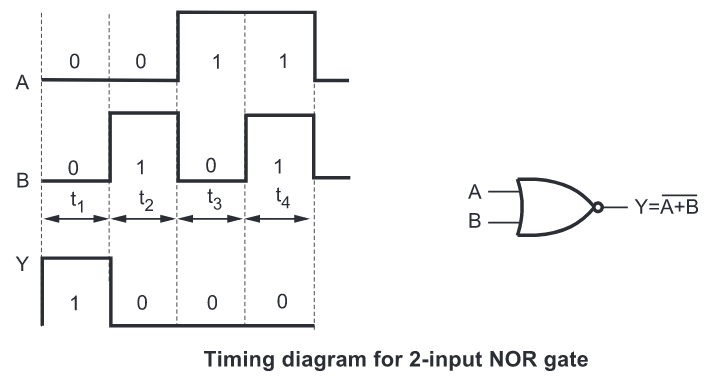 0 0 1 1
A
0 1 0 1
B
t1 t2 t3 t4
Y
1 0 0 0
A
B
Y=A+B
Timing diagram for 2-input NOR gate